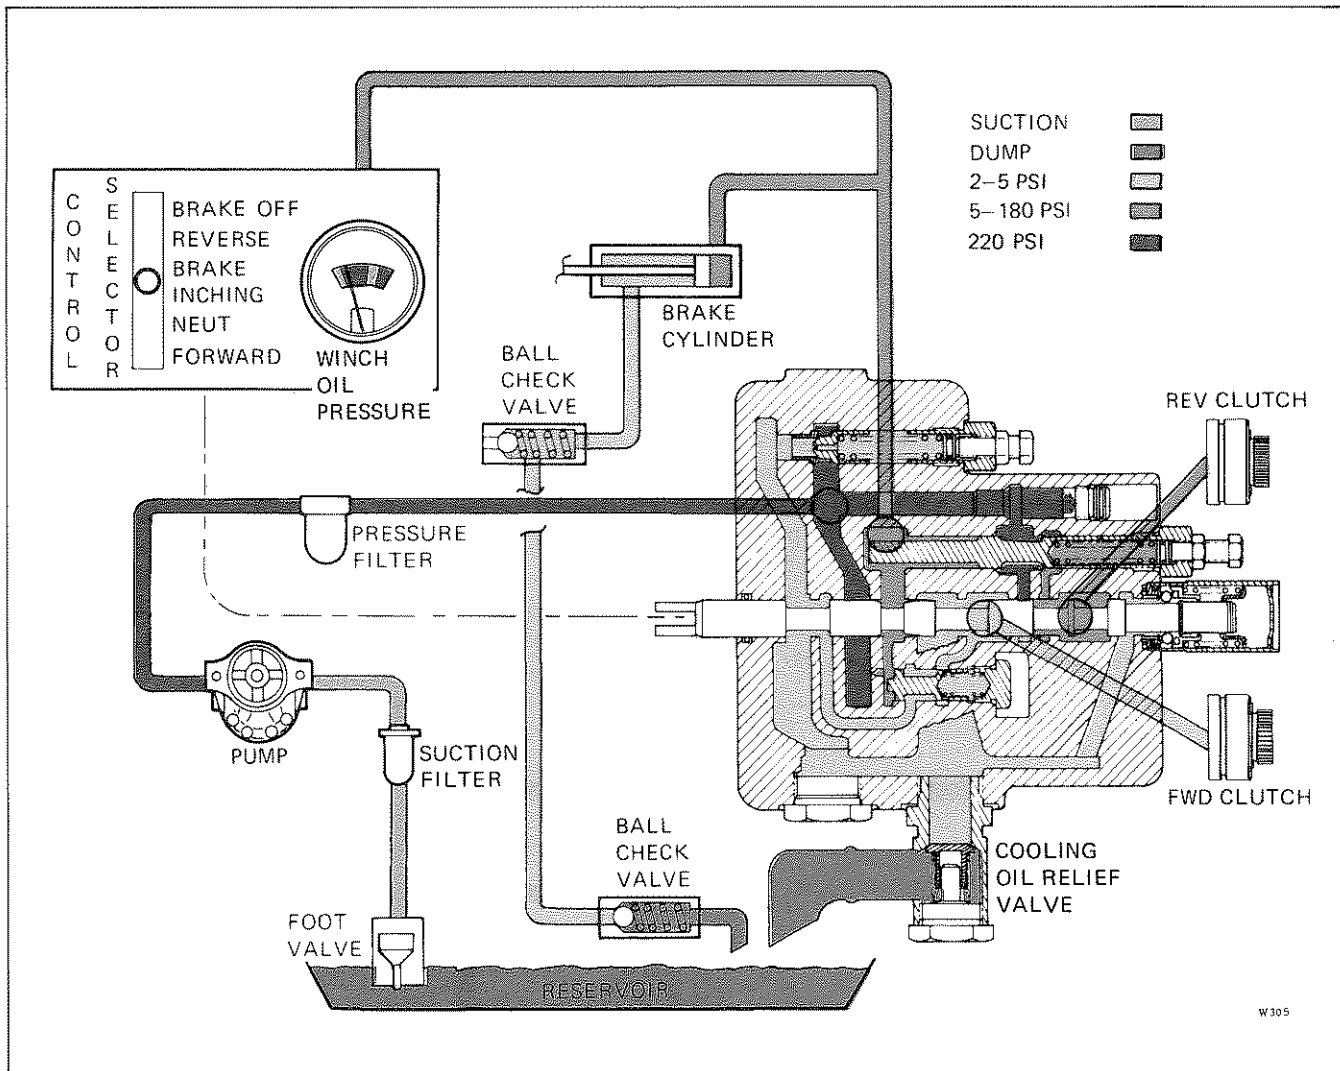 SUCTION
DUMP
2–5 PSI
5–180 PSI
220 PSI
CONTROL
SELECTOR
BRAKE OFF
REVERSE
BRAKE
INCHING
NEUT
FORWARD
WINCH
OIL
PRESSURE
BRAKE
CYLINDER
BALL
CHECK
VALVE
REV CLUTCH
PRESSURE
FILTER
PUMP
SUCTION
FILTER
FWD CLUTCH
BALL
CHECK
VALVE
COOLING
OIL RELIEF
VALVE
FOOT
VALVE
RESERVOIR
W305